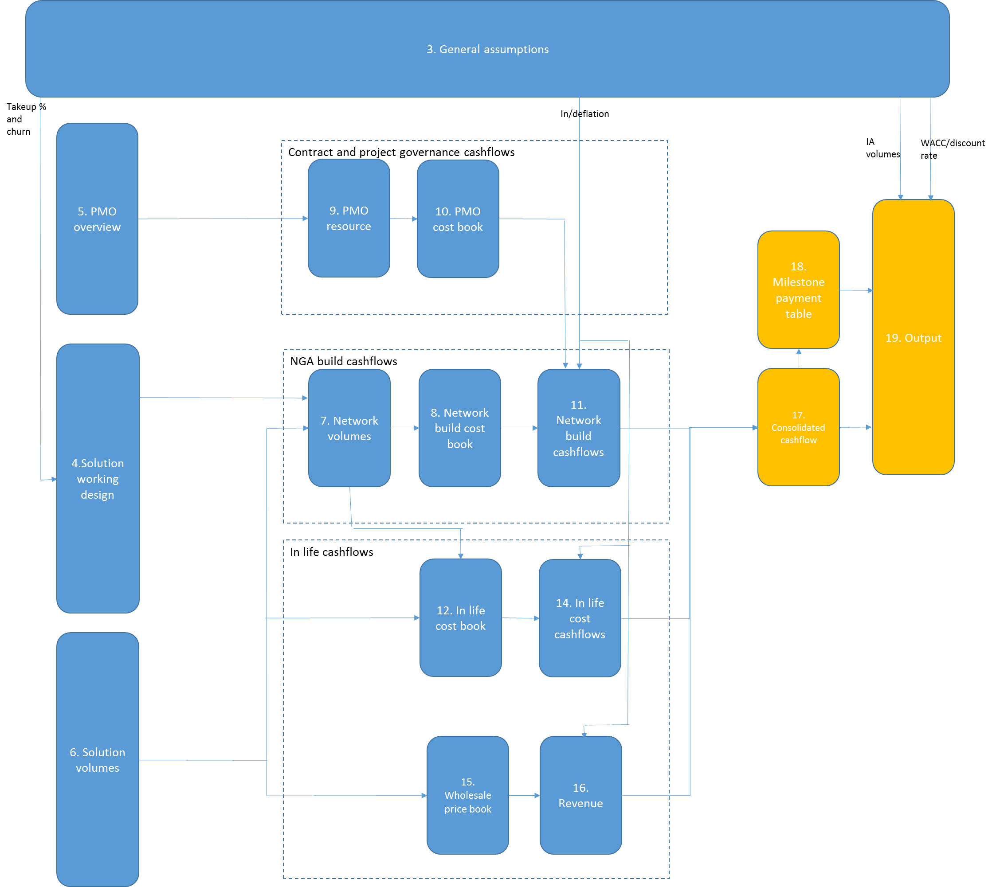 3. General assumptions
Takeup %
and
churn
In/deflation
IA
volumes
WACC/discount
rate
5. PMO
overview
Contract and project governance cashflows
9. PMO
resource
10. PMO
cost book
18.
Milestone
payment
table
19. Output
4.Solution
working
design
NGA build cashflows
7. Network
volumes
8. Network
build cost
book
11.
Network
build
cashflows
17.
Consolidated
cashflow
In life cashflows
12. In life
cost book
14. In life
cost
cashflows
6. Solution
volumes
15.
Wholesale
price book
16.
Revenue